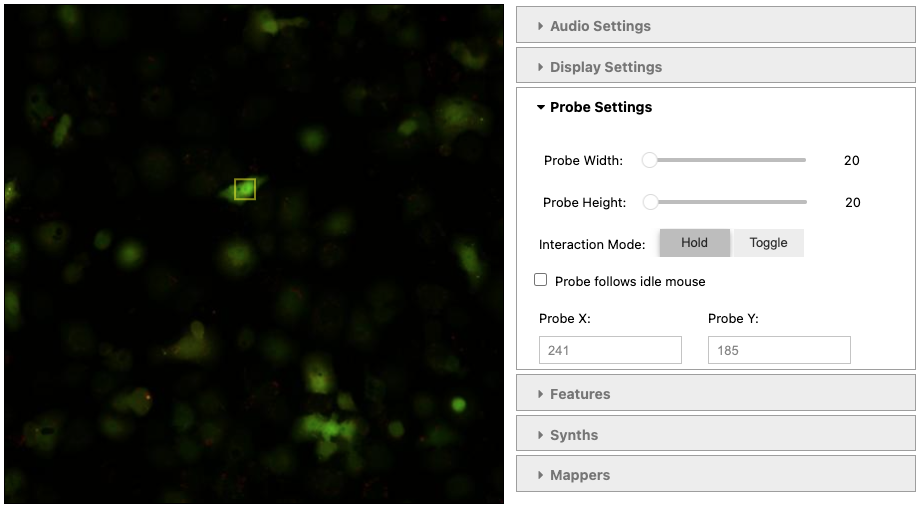 Audio Settings
Display Settings
Probe Settings
Probe Width: 20
Probe Height: 20
Interaction Mode: Hold Toggle
Probe follows idle mouse
Probe X: Probe Y:
241 185
Features
Synths
Mappers